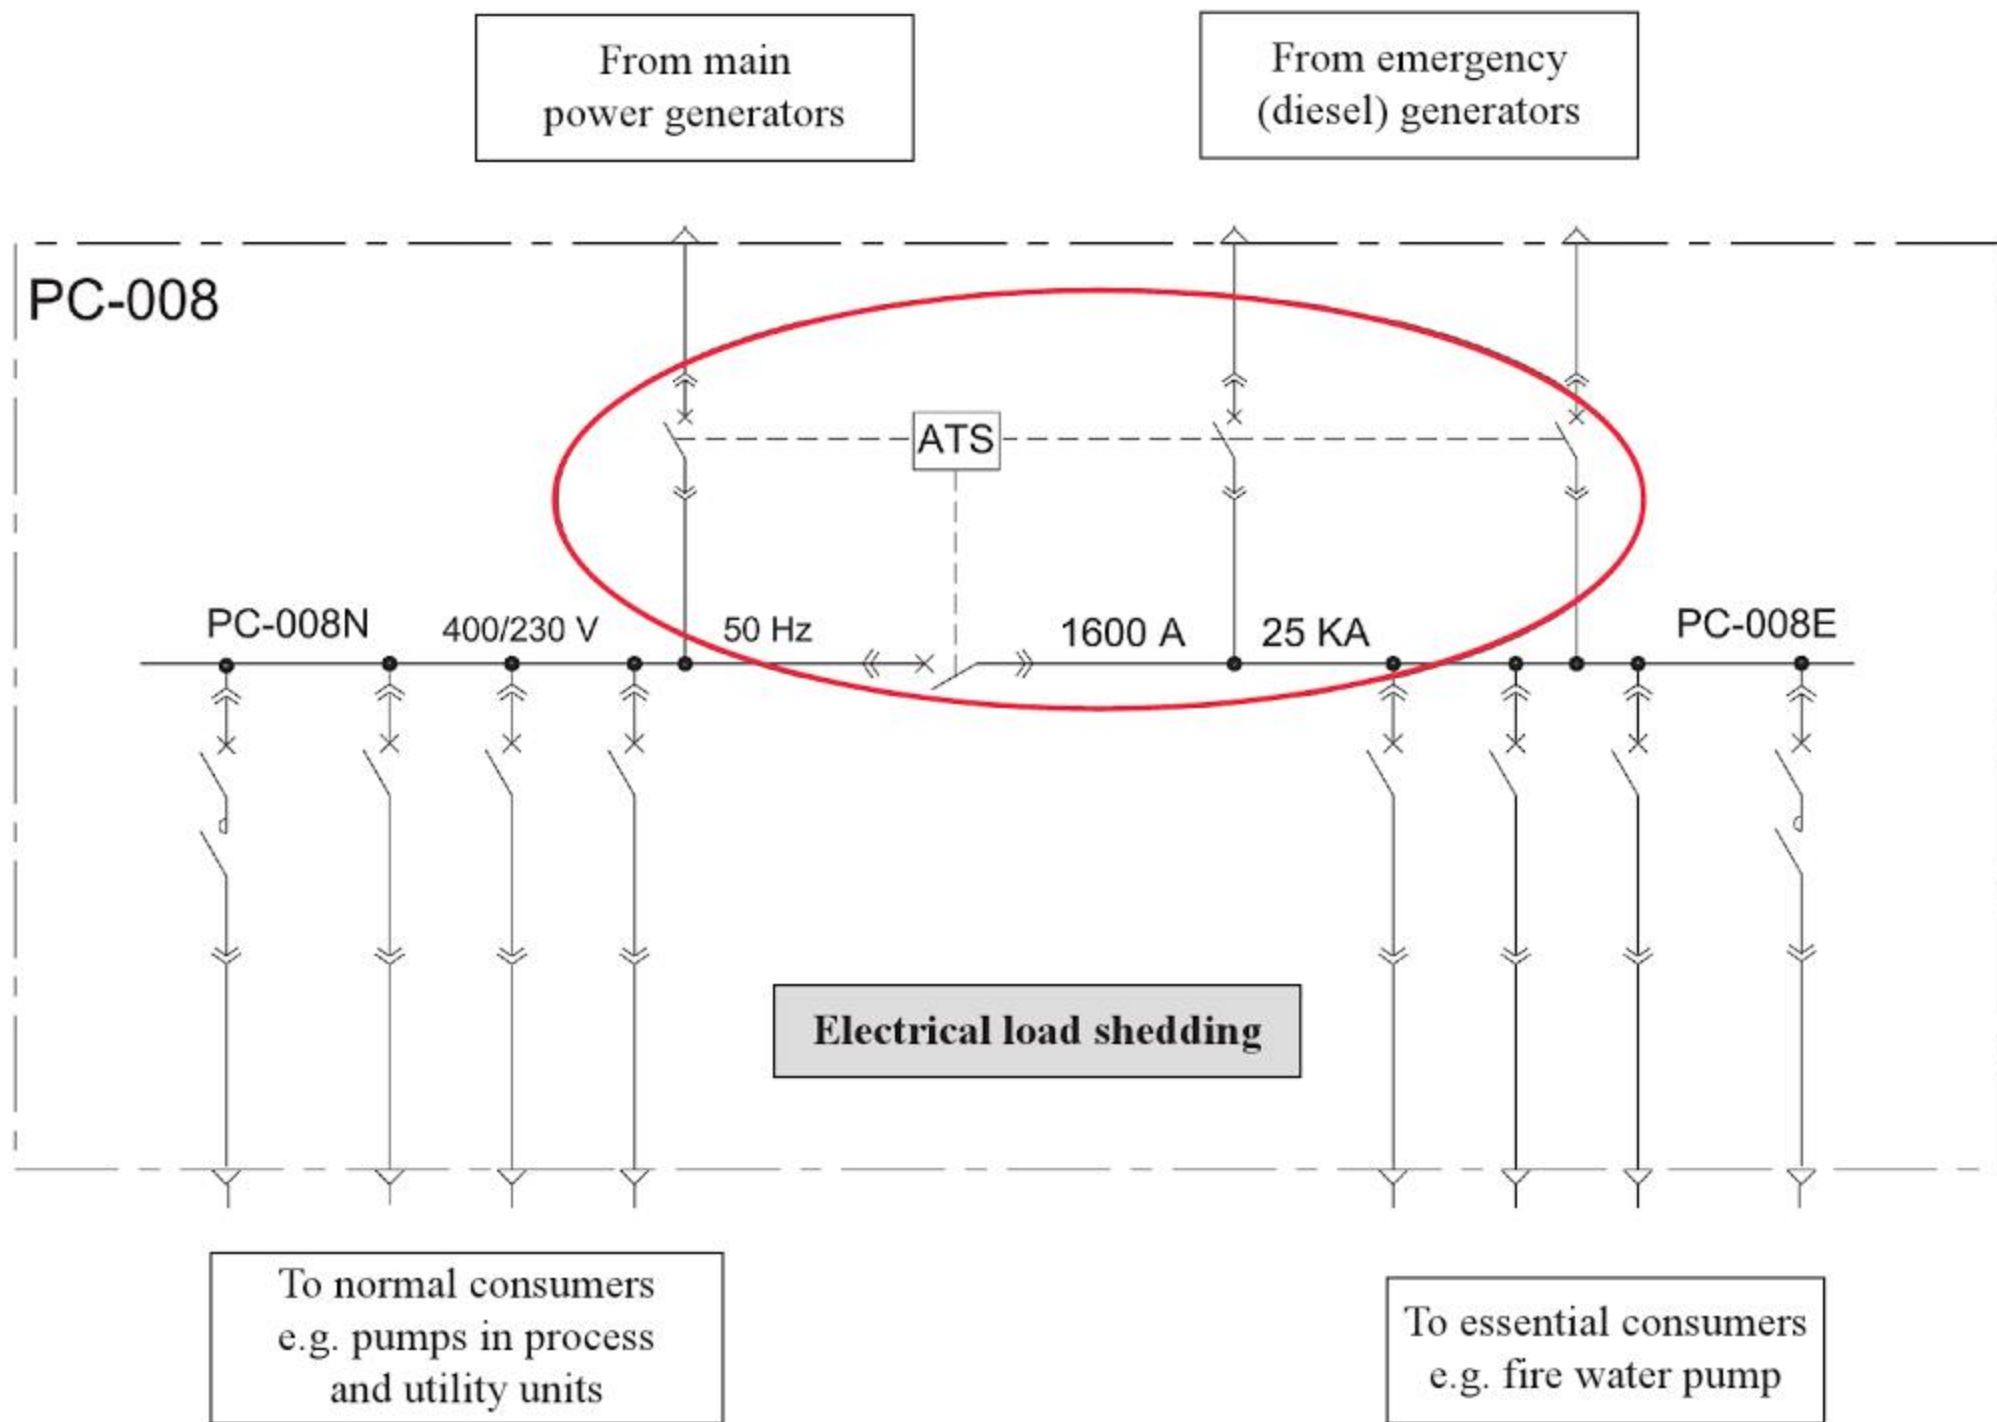 From main
power generators
From emergency
(diesel) generators
PC-008
ATS
PC-008N
400/230 V
50 Hz
1600 A
25 KA
PC-008E
Electrical load shedding
To normal consumers
e.g. pumps in process
and utility units
To essential consumers
e.g. fire water pump